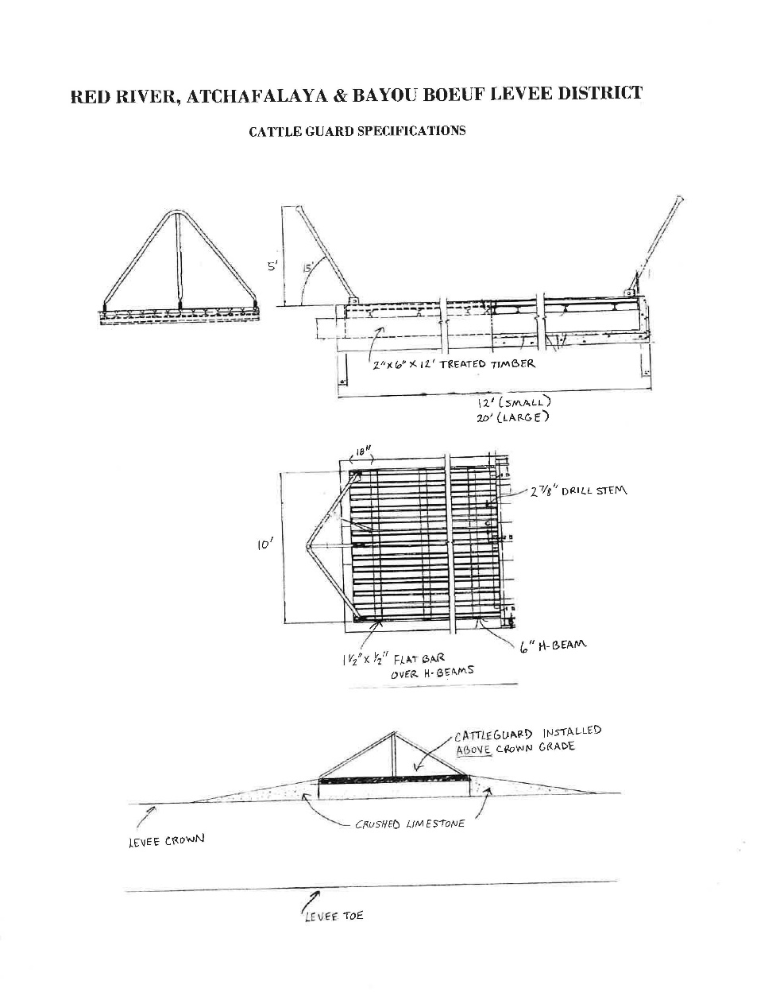 RED RIVER, ATCHAFALAYA & BAYOU BOEUF LEVEE DISTRICT
CATTLE GUARD SPECIFICATIONS
5'
15'
2"x6" X 12' TREATED TIMBER
12' (SMALL)
20' (LARGE)
18"
2 7/8" DRILL STEM
10'
6" H-BEAM
1 1/2" X 1/2" FLAT BAR
OVER H-BEAMS
CATTLEGUARD INSTALLED
ABOVE CROWN GRADE
CRUSHED LIMESTONE
LEVEE CROWN
LEVEE TOE